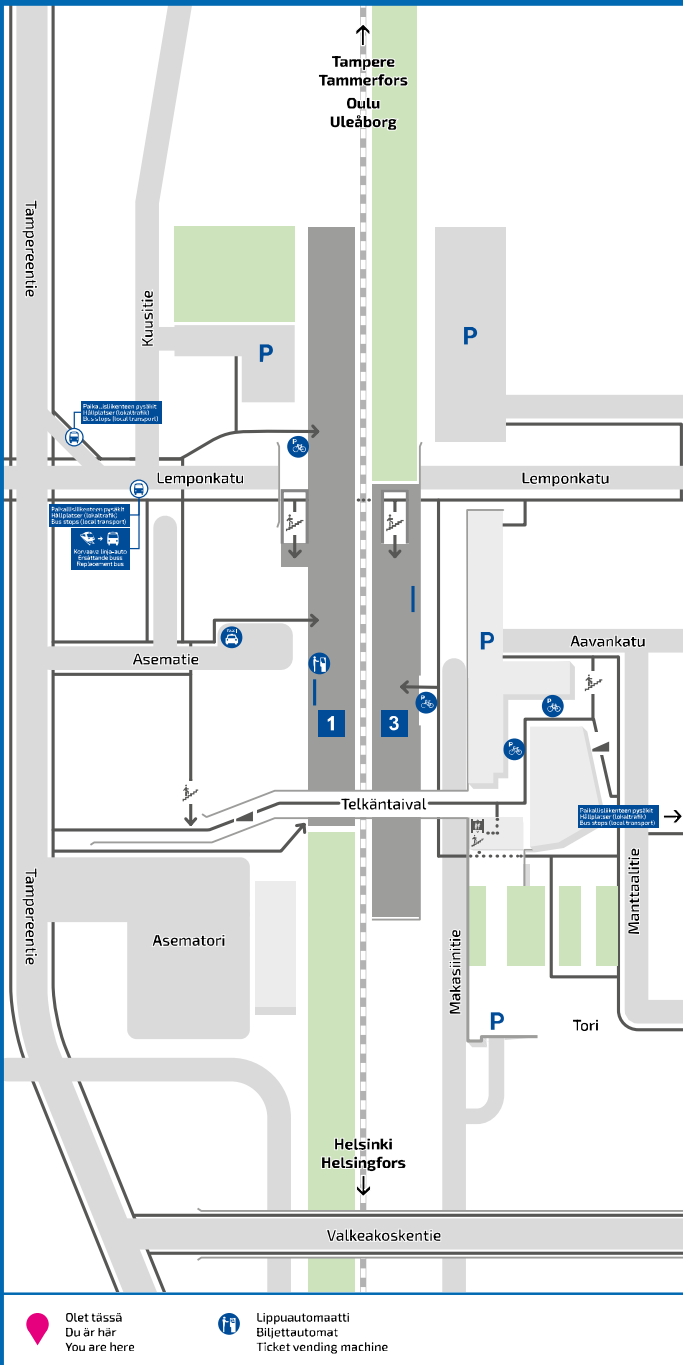 Tampere
Tammerfors
Oulu
Uleåborg
Tampereentie
Kuusitie
P
P
Paikallisliikenteen pysäkit
Hållplatser (lokaltrafik)
Bus stops (local transport)
P
Lemponkatu
Lemponkatu
Paikallisliikenteen pysäkit
Hållplatser (lokaltrafik)
Bus stops (local transport)
Korvaava linja-auto
Ersättande buss
Replacement bus
TAXI
Asematie
P
Aavankatu
P
P
P
1
3
Telkäntaival
Paikallisliikenteen pysäkit
Hållplatser (lokaltrafik)
Bus stops (local transport)
Tampereentie
Asematori
Makasiinitie
Manttaalitie
P
Tori
Helsinki
Helsingfors
Valkeakoskentie
Olet tässä
Du är här
You are here
Lippuautomaatti
Biljettautomat
Ticket vending machine